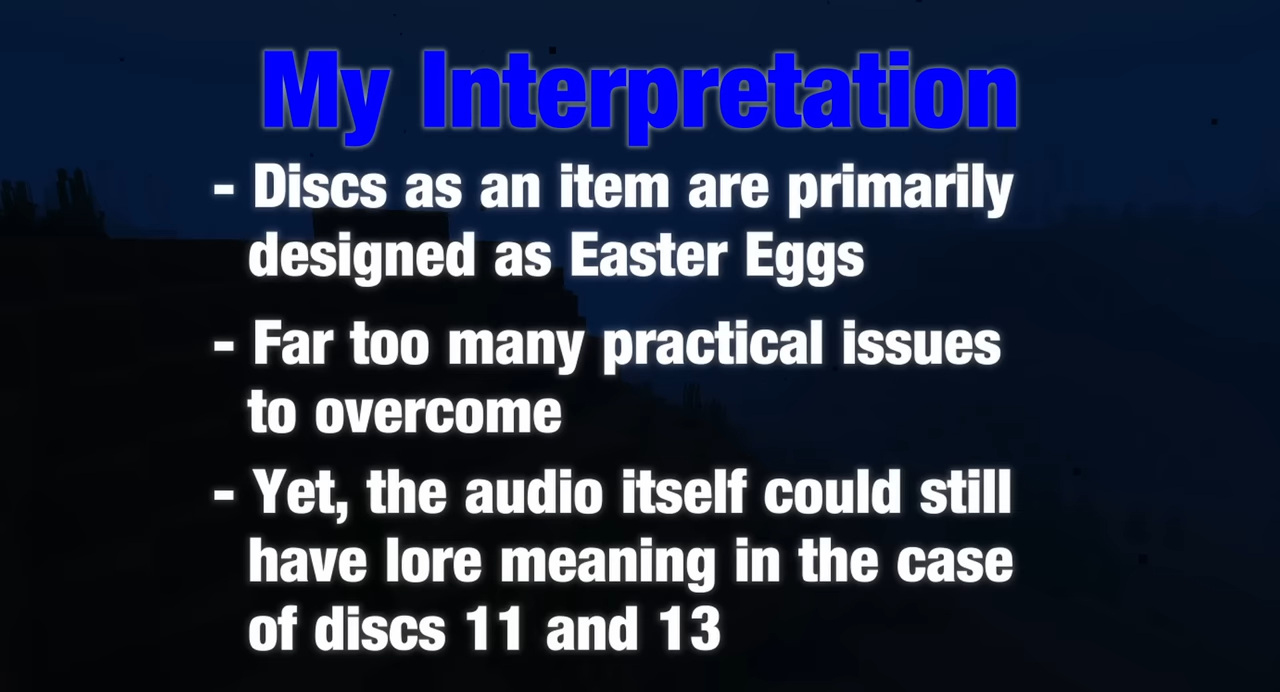 My Interpretation
- Discs as an item are primarily
designed as Easter Eggs
- Far too many practical issues
to overcome
- Yet, the audio itself could still
have lore meaning in the case
of discs 11 and 13